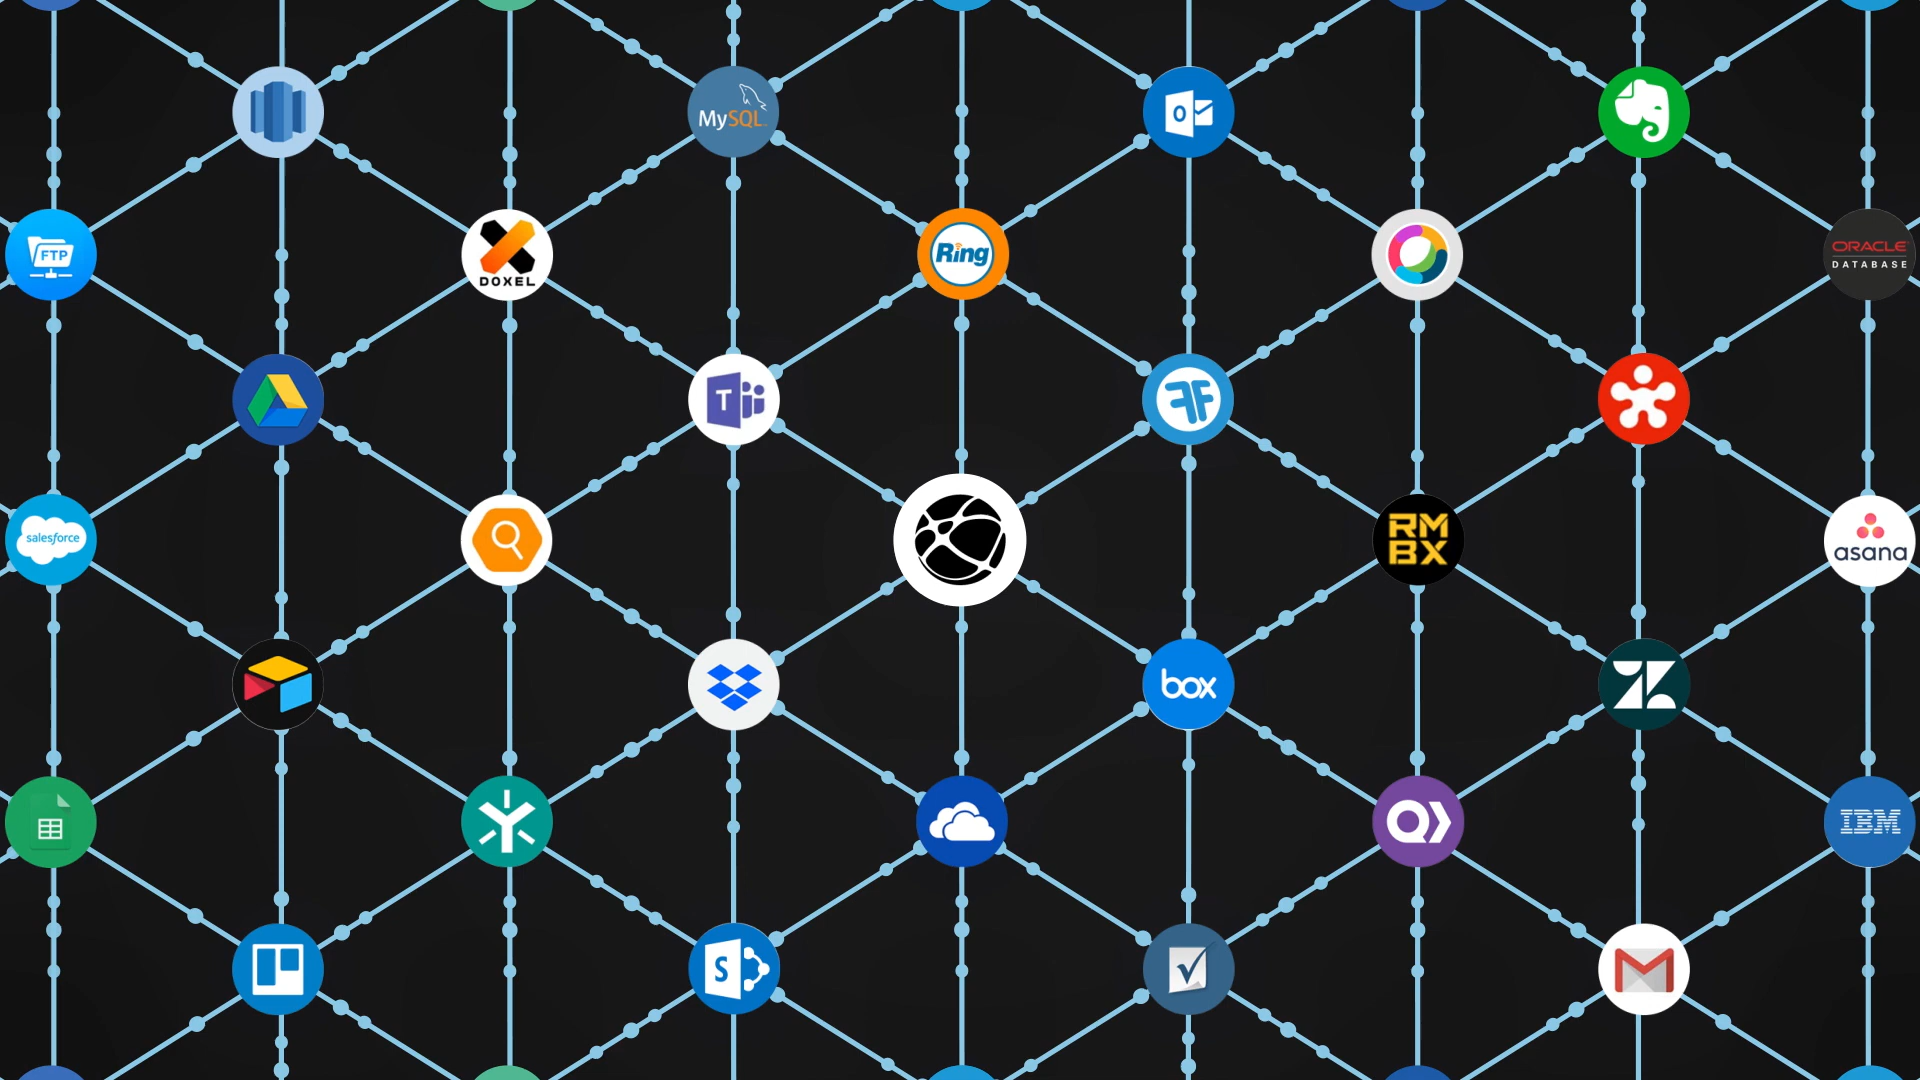 MySQL
O
FTP
DOXEL
Ring
ORACLE
DATABASE
T
salesforce
RM
BX
asana
box
IBM
S